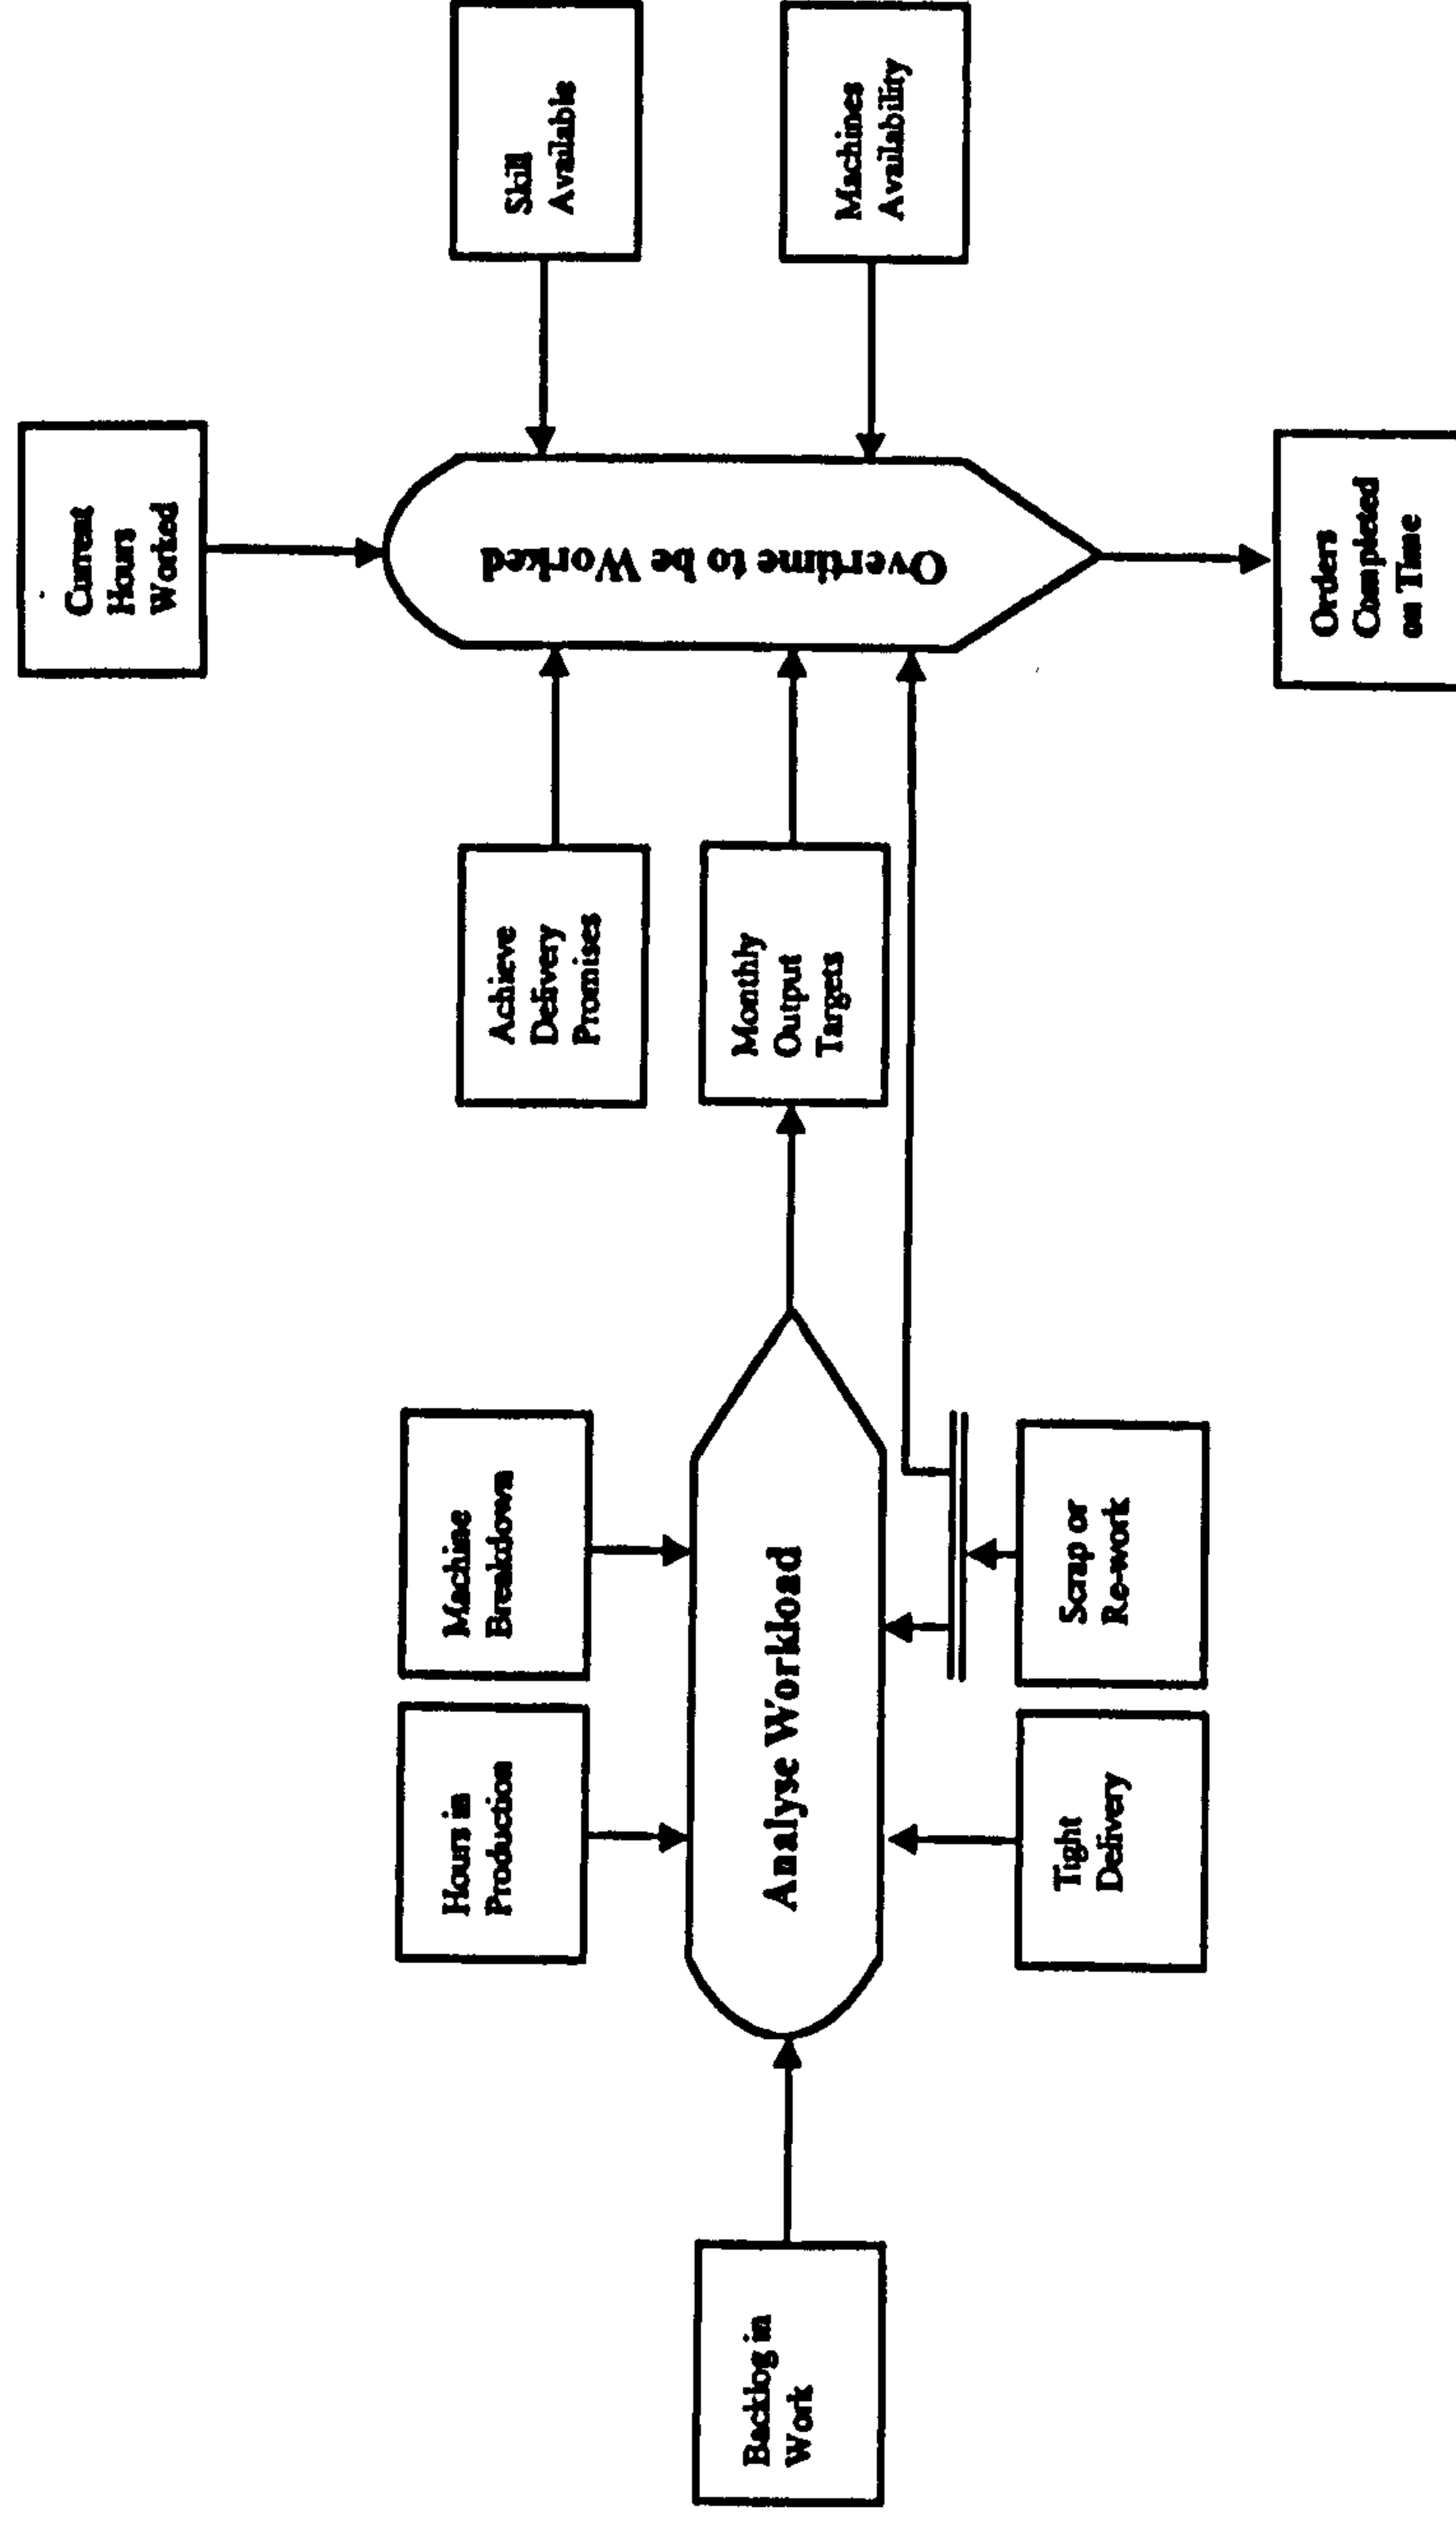 Current
Hours
Worked
Skill
Available
Machines
Availability
Overtime to be Worked
Achieve
Delivery
Promises
Monthly
Output
Targets
Orders
Completed
on Time
Machine
Breakdown
Hours in
Production
Analyse Workload
Scrap or
Re-work
Tight
Delivery
Backlog in
Work